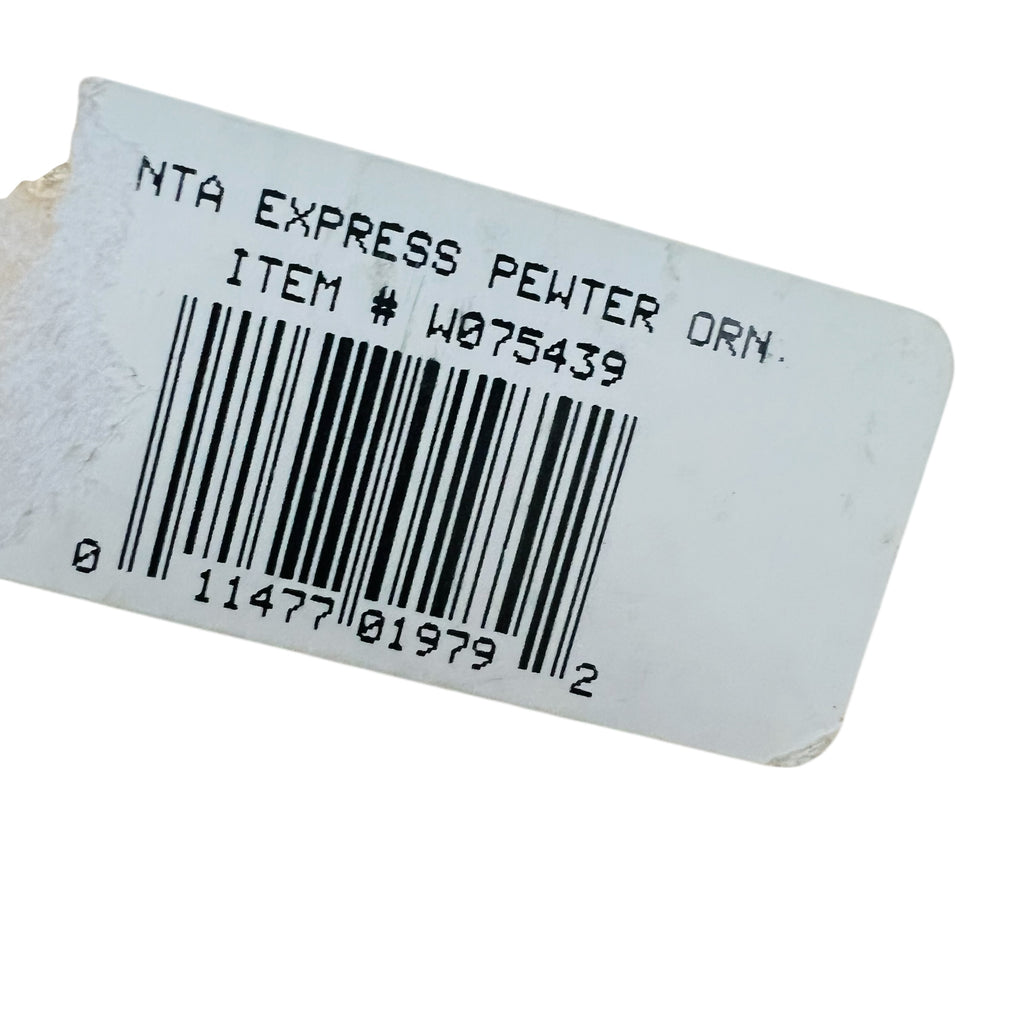 NTA EXPRESS PEWTER ORN.
ITEM # W075439
0 11477 01979 2